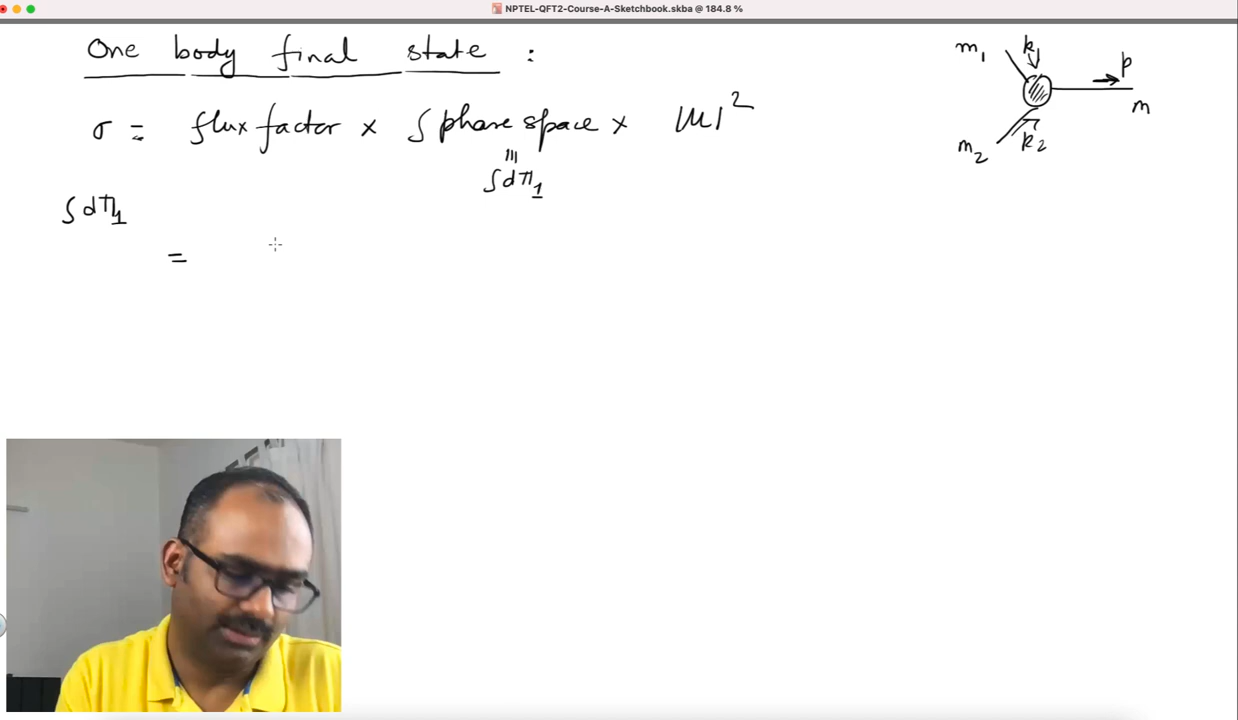 NPTEL-QFT2-Course-A-Sketchbook.skba @ 184.8 %
One body final state :
σ = flux factor × ∫ phase space × |M|²
≡
∫ dΠ₁
∫ dΠ₁
=
m₁ k₁ p
m
m₂ k₂